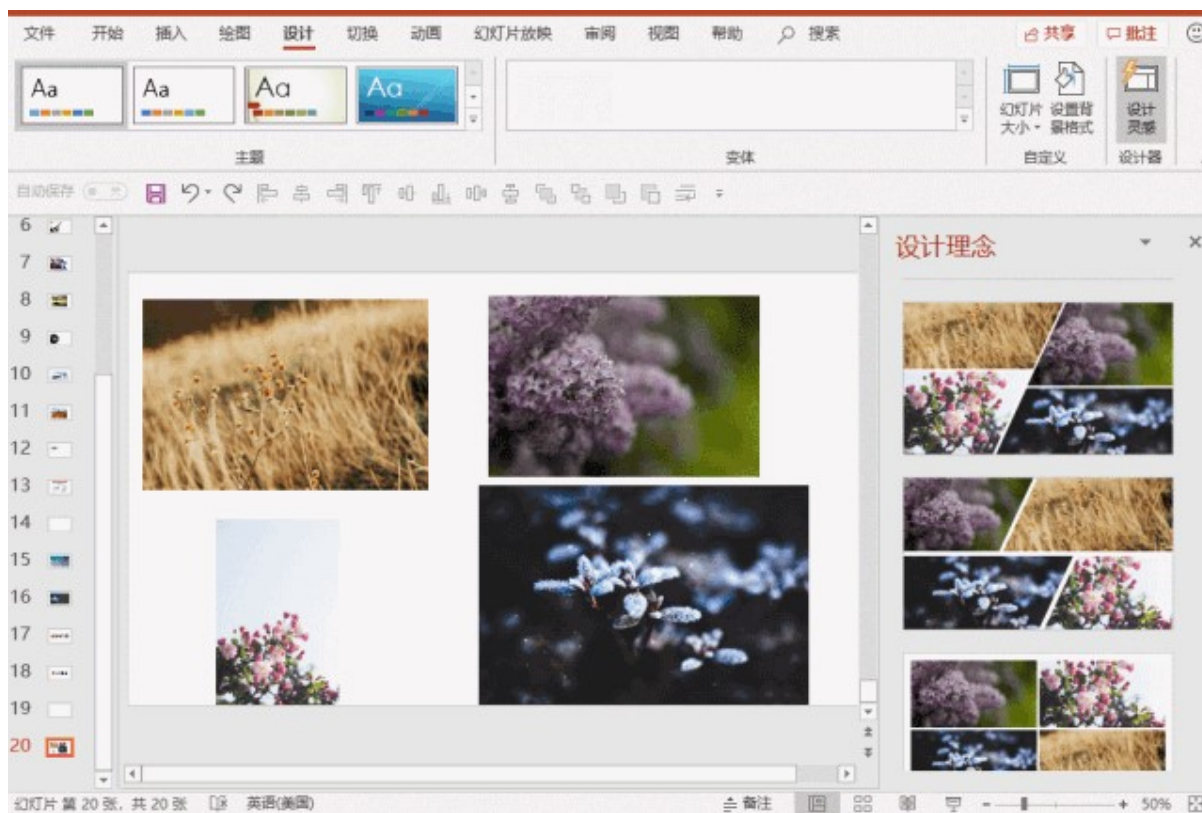 文件 开始 插入 绘图 设计 切换 动画 幻灯片放映 审阅 视图 帮助 搜索 共享 批注
Aa Aa Aa Aa
幻灯片 设置背 设计
大小 景格式 灵感
主题 变体 自定义 设计器
自动保存 关
6
设计理念
7
8
9
10
11
12
13
14
15
16
17
18
19
20
幻灯片 第 20 张，共 20 张 英语(美国) 备注 50%